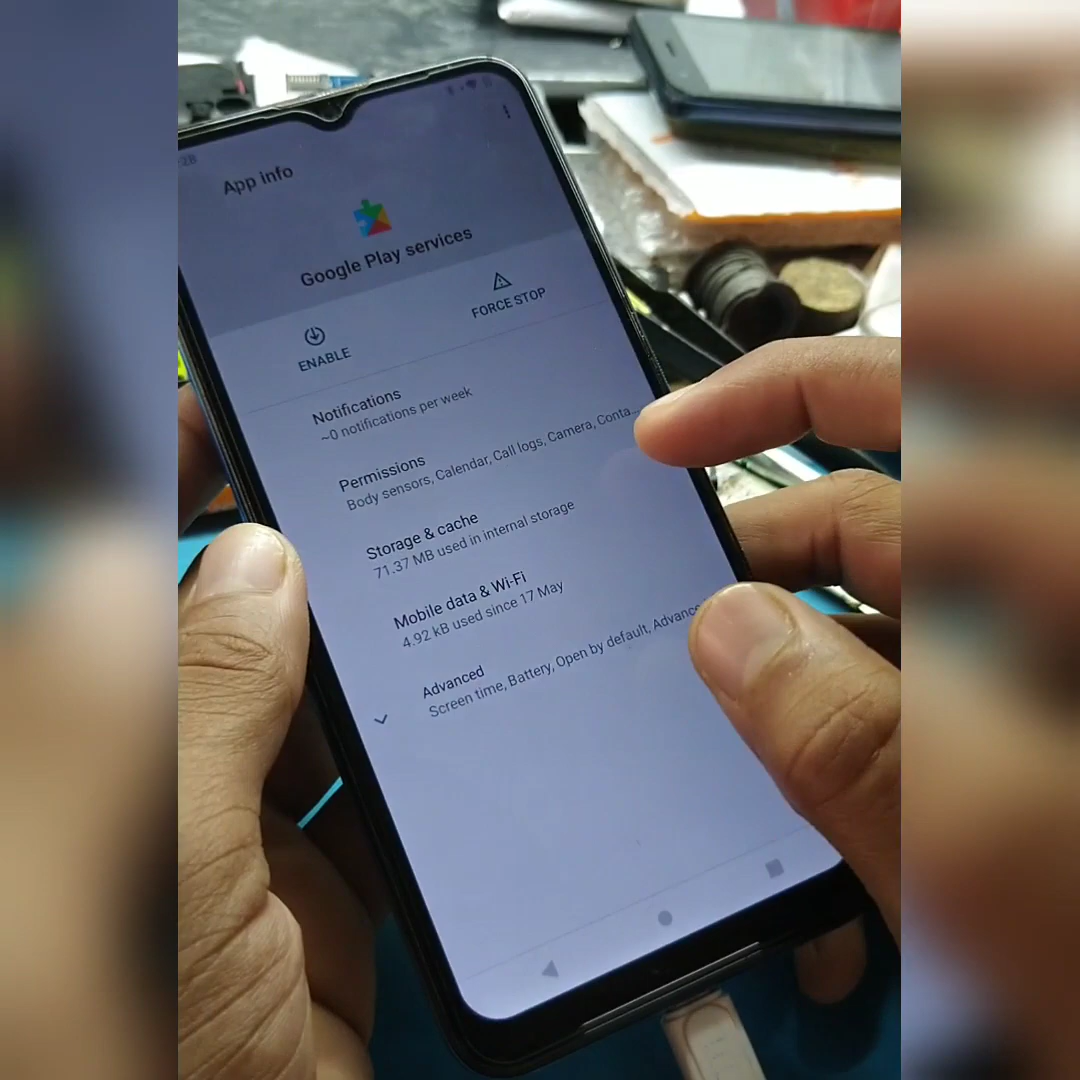 28
App info
Google Play services
ENABLE
FORCE STOP
Notifications
~0 notifications per week
Permissions
Body sensors, Calendar, Call logs, Camera, Conta...
Storage & cache
71.37 MB used in internal storage
Mobile data & Wi-Fi
4.92 kB used since 17 May
Advanced
Screen time, Battery, Open by default, Advance